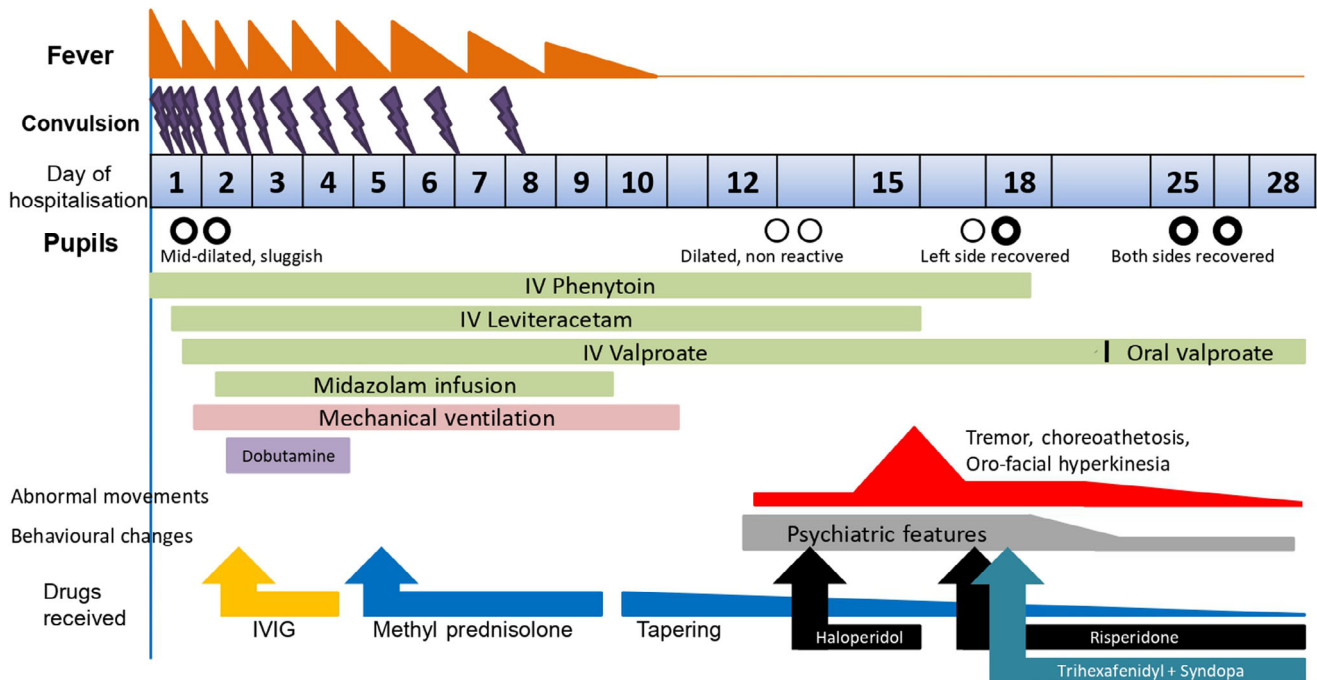 Fever
Convulsion
Day of
hospitalisation
1 2 3 4 5 6 7 8 9 10 12 15 18 25 28
Pupils
Mid-dilated, sluggish
Dilated, non reactive
Left side recovered
Both sides recovered
IV Phenytoin
IV Leviteracetam
IV Valproate
Oral valproate
Midazolam infusion
Mechanical ventilation
Dobutamine
Tremor, choreoathetosis,
Oro-facial hyperkinesia
Abnormal movements
Behavioural changes
Psychiatric features
Drugs
received
IVIG
Methyl prednisolone
Tapering
Haloperidol
Risperidone
Trihexafenidyl + Syndopa